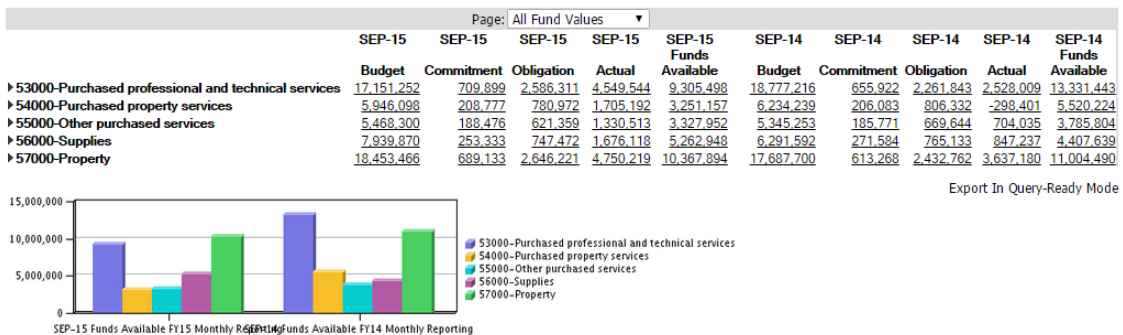 Page: All Fund Values
SEP-15 SEP-15 SEP-15 SEP-15 SEP-15 SEP-14 SEP-14 SEP-14 SEP-14 SEP-14
Funds Funds
Budget Commitment Obligation Actual Available Budget Commitment Obligation Actual Available
53000-Purchased professional and technical services 17,151,252 709,899 2,586,311 4,549,544 9,305,498 18,777,216 655,922 2,261,843 2,528,009 13,331,443
54000-Purchased property services 5,946,098 208,777 780,972 1,705,192 3,251,157 6,234,239 206,083 806,332 -298,401 5,520,224
55000-Other purchased services 5,468,300 188,476 621,359 1,330,513 3,327,952 5,345,253 185,771 669,644 704,035 3,785,804
56000-Supplies 7,939,870 253,333 747,472 1,676,118 5,262,948 6,291,592 271,584 765,133 847,237 4,407,639
57000-Property 18,453,466 689,133 2,646,221 4,750,219 10,367,894 17,687,700 613,268 2,432,762 3,637,180 11,004,490
Export In Query-Ready Mode
15,000,000
10,000,000
5,000,000
0
53000-Purchased professional and technical services
54000-Purchased property services
55000-Other purchased services
56000-Supplies
57000-Property
SEP-15 Funds Available FY15 Monthly Reporting SEP-14 Funds Available FY14 Monthly Reporting